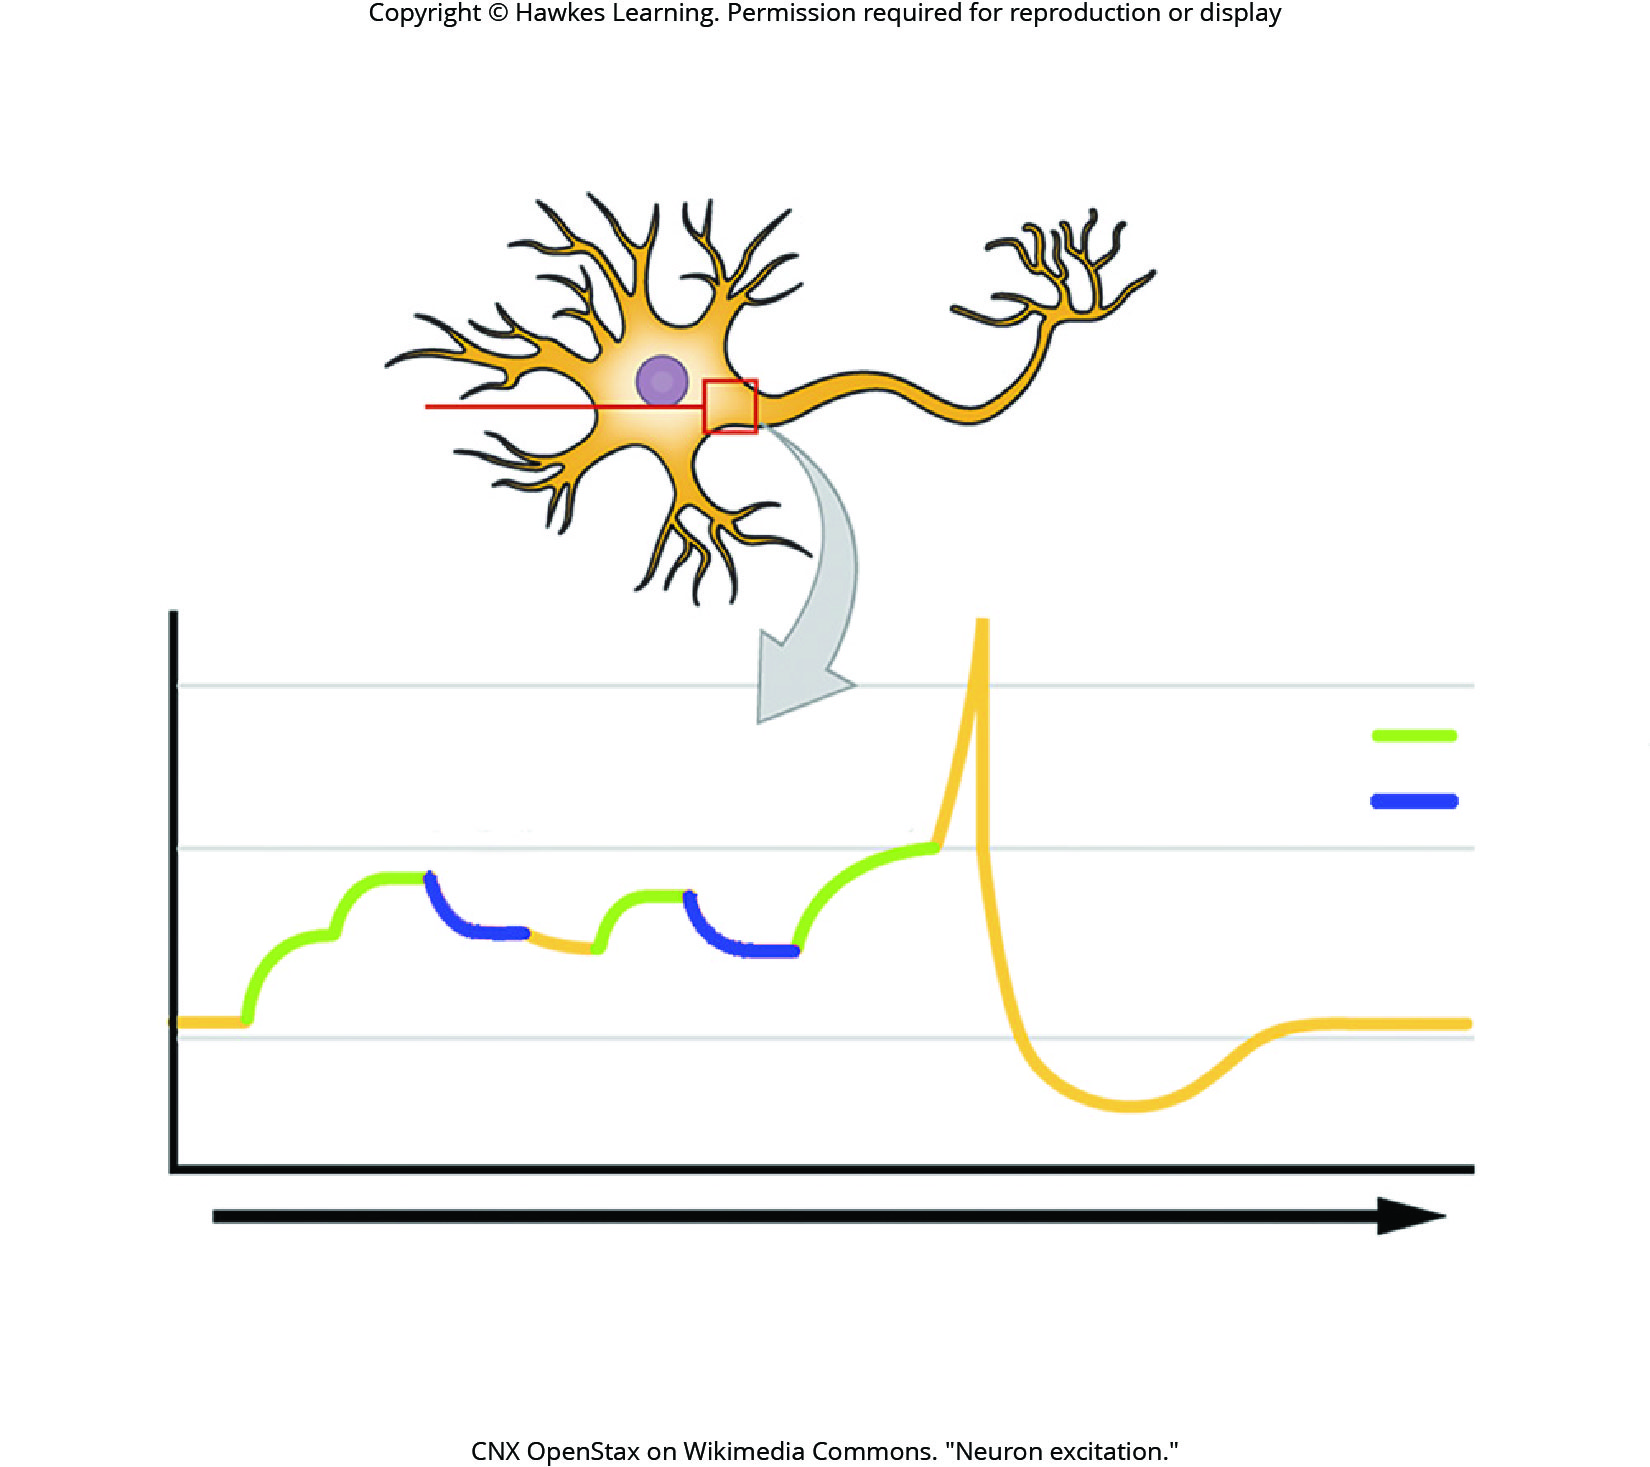 Copyright © Hawkes Learning. Permission required for reproduction or display
CNX OpenStax on Wikimedia Commons. "Neuron excitation."